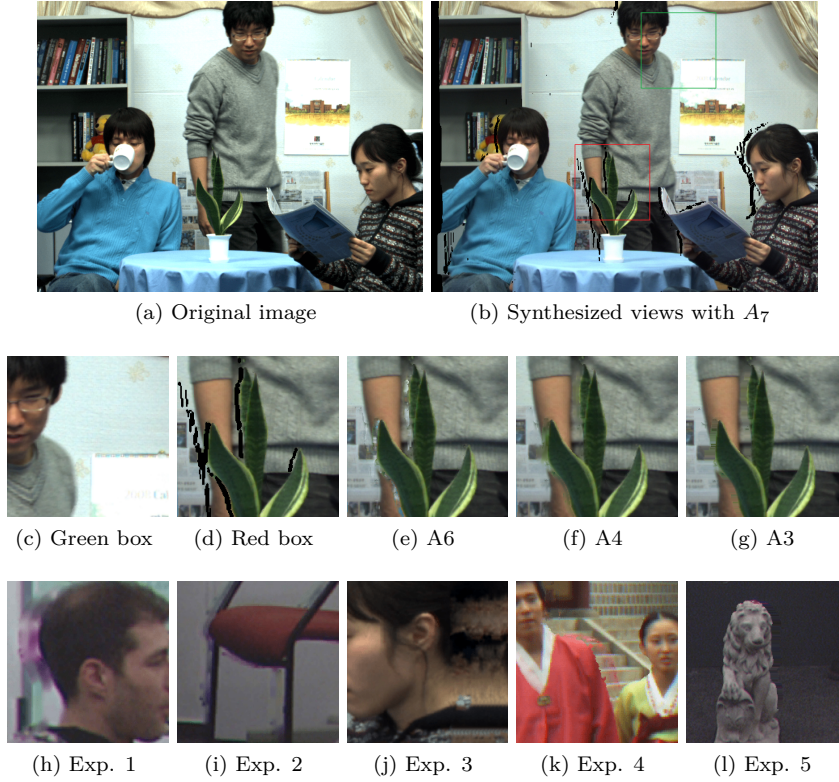 (a) Original image
(b) Synthesized views with A7
(c) Green box
(d) Red box
(e) A6
(f) A4
(g) A3
(h) Exp. 1
(i) Exp. 2
(j) Exp. 3
(k) Exp. 4
(l) Exp. 5